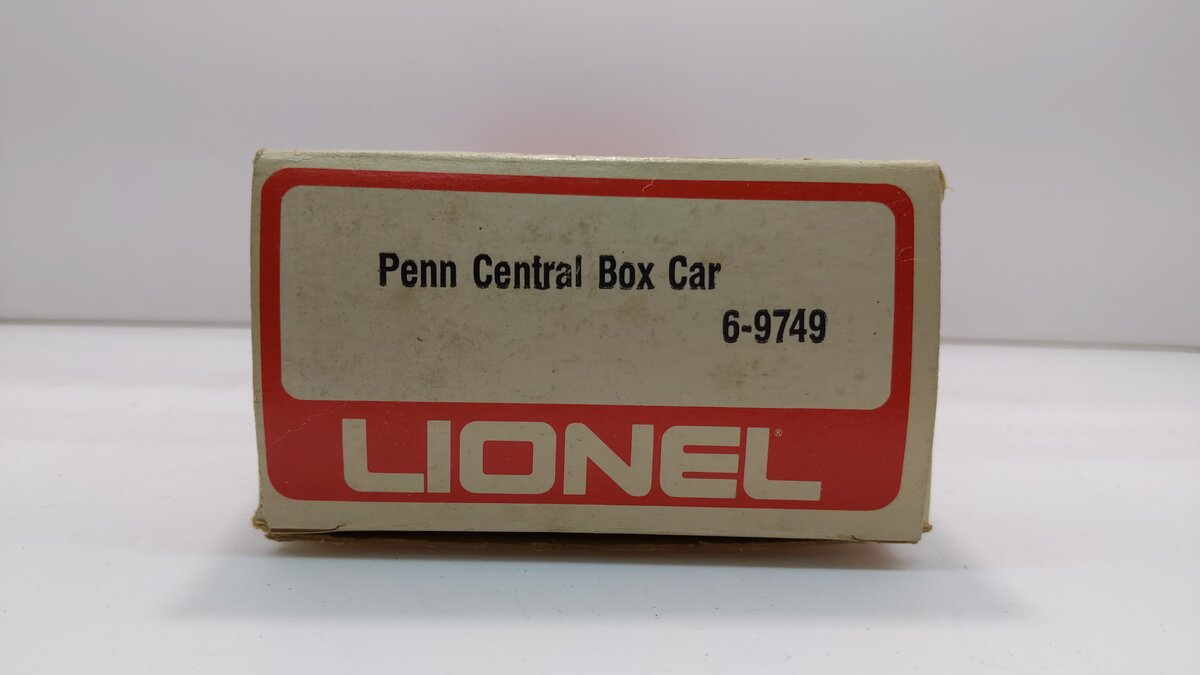 Penn Central Box Car
6-9749
LIONEL®